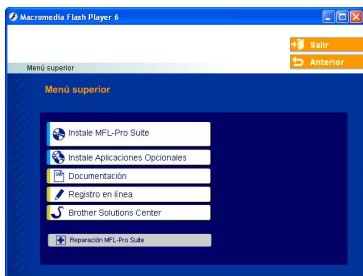 Macromedia Flash Player 6
Salir
Anterior
Menú superior
Menú superior
Instale MFL-Pro Suite
Instale Aplicaciones Opcionales
Documentación
Registro en línea
Brother Solutions Center
Reparación MFL-Pro Suite